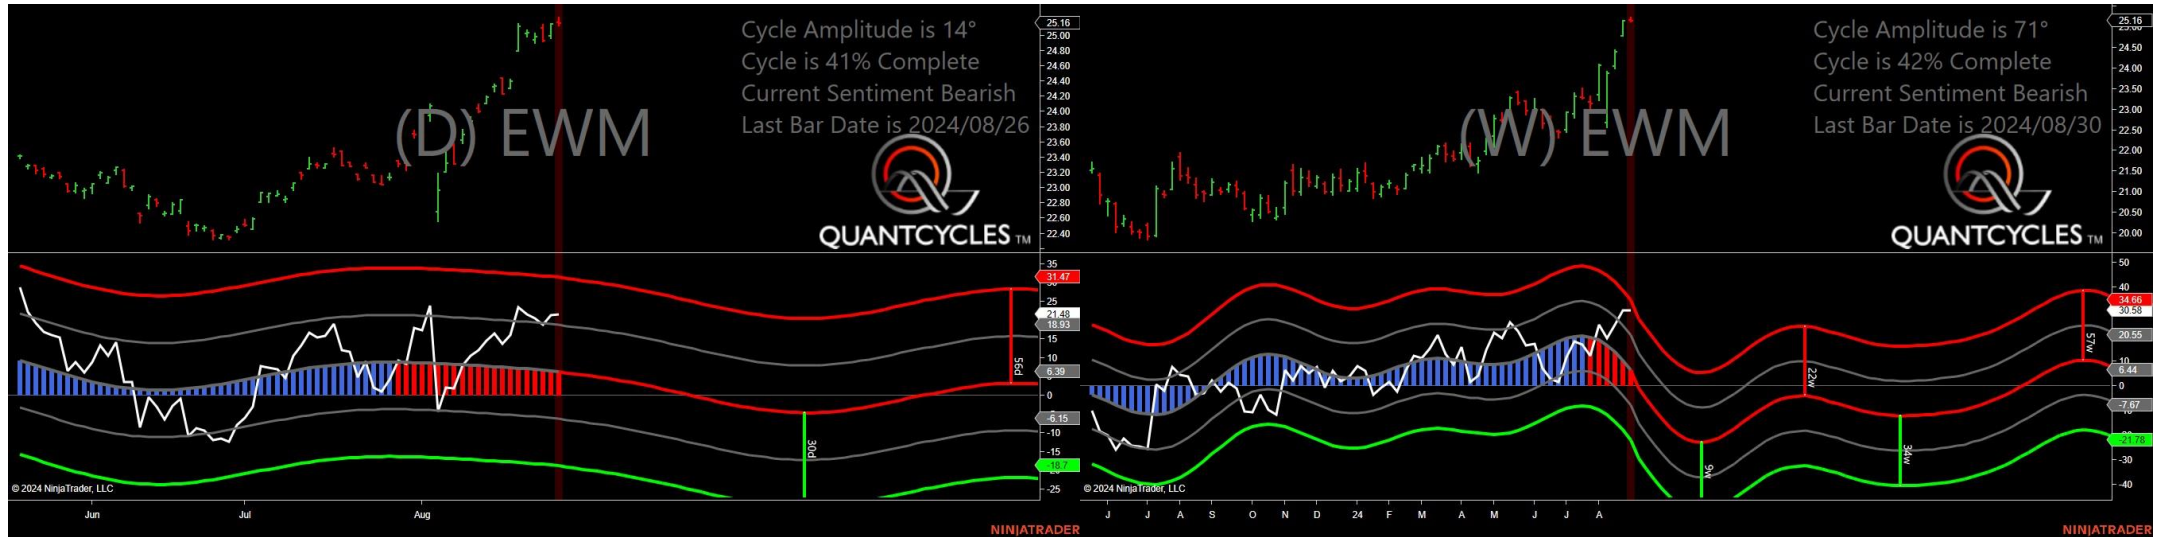 Cycle Amplitude is 14°
Cycle is 41% Complete
Current Sentiment Bearish
Last Bar Date is 2024/08/26
(D) EWM
QUANTCYCLES TM
25.16
25.00
24.80
24.60
24.40
24.20
24.00
23.80
23.60
23.40
23.20
23.00
22.80
22.60
22.40
35
31.47
25
21.48
18.93
15
10
6.39
0
-6.15
-10
-15
-18.7
-25
56d
30d
© 2024 NinjaTrader, LLC
Jun
Jul
Aug
NINJATRADER
Cycle Amplitude is 71°
Cycle is 42% Complete
Current Sentiment Bearish
Last Bar Date is 2024/08/30
(W) EWM
QUANTCYCLES TM
25.16
25.00
24.50
24.00
23.50
23.00
22.50
22.00
21.50
21.00
20.50
20.00
50
40
34.66
30.58
20.55
10
6.44
0
-7.67
-21.78
-30
-40
57w
22w
34w
9w
© 2024 NinjaTrader, LLC
J J A S O N D 24 F M A M J J A
NINJATRADER